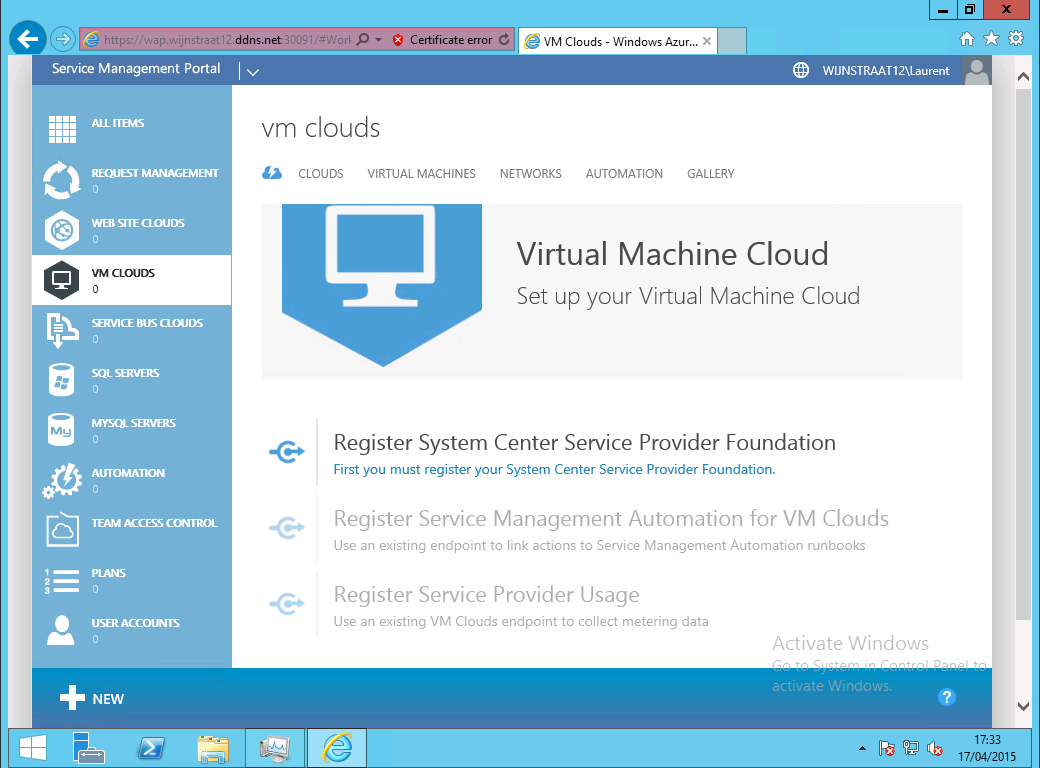 https://wap.wijnstraat12.ddns.net:30091/#Worl
Certificate error
VM Clouds - Windows Azur...
Service Management Portal
WIJNSTRAAT12\Laurent
ALL ITEMS
REQUEST MANAGEMENT
0
WEB SITE CLOUDS
0
VM CLOUDS
0
SERVICE BUS CLOUDS
0
SQL SERVERS
0
MYSQL SERVERS
0
My
AUTOMATION
0
TEAM ACCESS CONTROL
1
2
3
PLANS
0
USER ACCOUNTS
0
vm clouds
CLOUDS VIRTUAL MACHINES NETWORKS AUTOMATION GALLERY
Virtual Machine Cloud
Set up your Virtual Machine Cloud
Register System Center Service Provider Foundation
First you must register your System Center Service Provider Foundation.
Register Service Management Automation for VM Clouds
Use an existing endpoint to link actions to Service Management Automation runbooks
Register Service Provider Usage
Use an existing VM Clouds endpoint to collect metering data
Activate Windows
Go to System in Control Panel to
activate Windows.
NEW
?
17:33
17/04/2015